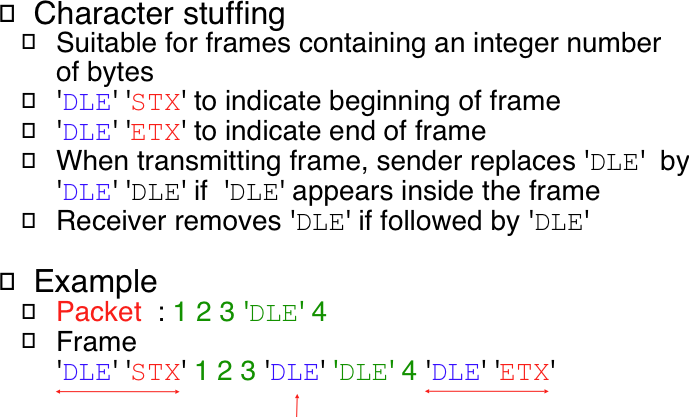 Character stuffing
Suitable for frames containing an integer number
of bytes
'DLE' 'STX' to indicate beginning of frame
'DLE' 'ETX' to indicate end of frame
When transmitting frame, sender replaces 'DLE' by
'DLE' 'DLE' if 'DLE' appears inside the frame
Receiver removes 'DLE' if followed by 'DLE'
Example
Packet : 1 2 3 'DLE' 4
Frame
'DLE' 'STX' 1 2 3 'DLE' 'DLE' 4 'DLE' 'ETX'